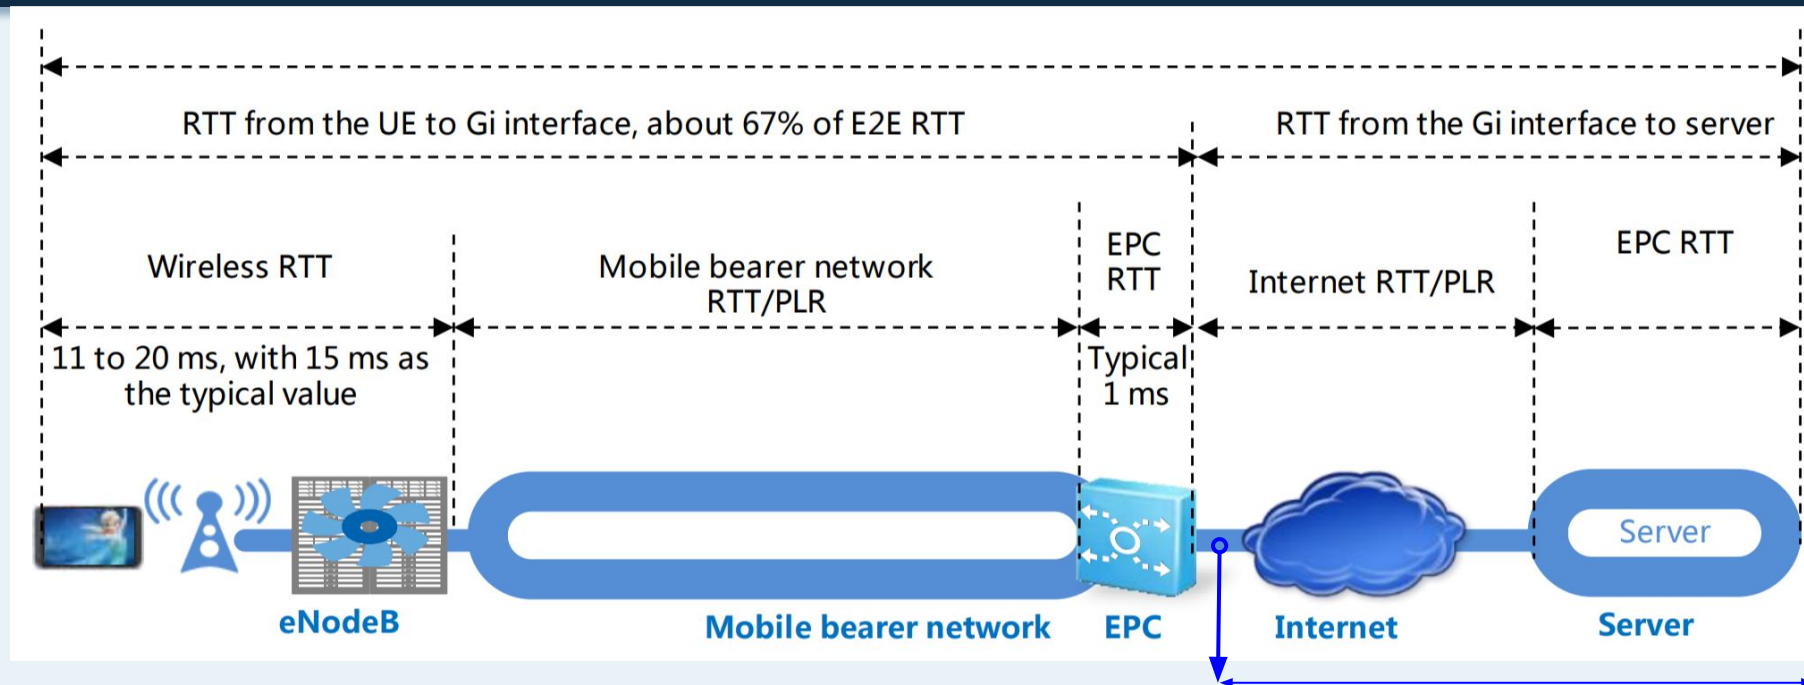 RTT from the UE to Gi interface, about 67% of E2E RTT
RTT from the Gi interface to server
Wireless RTT
Mobile bearer network
RTT/PLR
EPC
RTT
Internet RTT/PLR
EPC RTT
11 to 20 ms, with 15 ms as
the typical value
Typical
1 ms
Server
eNodeB
Mobile bearer network
EPC
Internet
Server